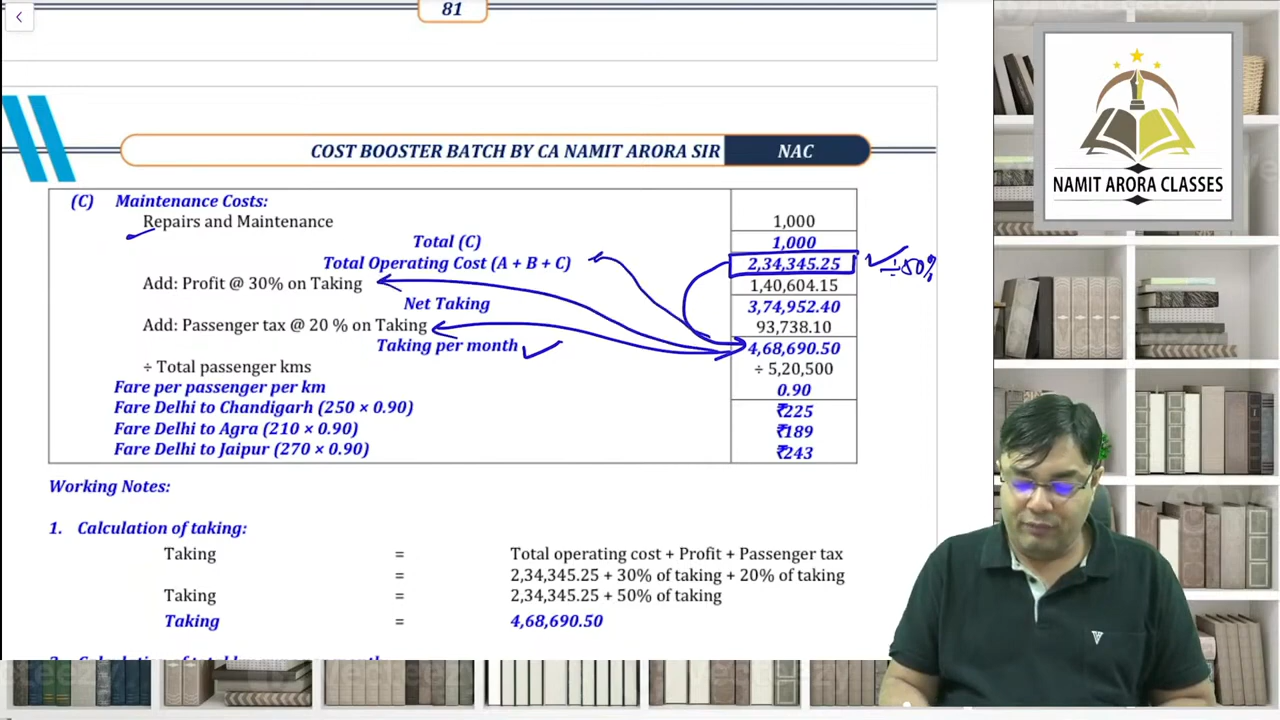 81
COST BOOSTER BATCH BY CA NAMIT ARORA SIR NAC
(C) Maintenance Costs:
Repairs and Maintenance 1,000
Total (C) 1,000
Total Operating Cost (A + B + C) 2,34,345.25 ÷50%
Add: Profit @ 30% on Taking 1,40,604.15
Net Taking 3,74,952.40
Add: Passenger tax @ 20 % on Taking 93,738.10
Taking per month 4,68,690.50
÷ Total passenger kms ÷ 5,20,500
Fare per passenger per km 0.90
Fare Delhi to Chandigarh (250 × 0.90) ₹225
Fare Delhi to Agra (210 × 0.90) ₹189
Fare Delhi to Jaipur (270 × 0.90) ₹243
Working Notes:
1. Calculation of taking:
Taking = Total operating cost + Profit + Passenger tax
= 2,34,345.25 + 30% of taking + 20% of taking
Taking = 2,34,345.25 + 50% of taking
Taking = 4,68,690.50
NAMIT ARORA CLASSES